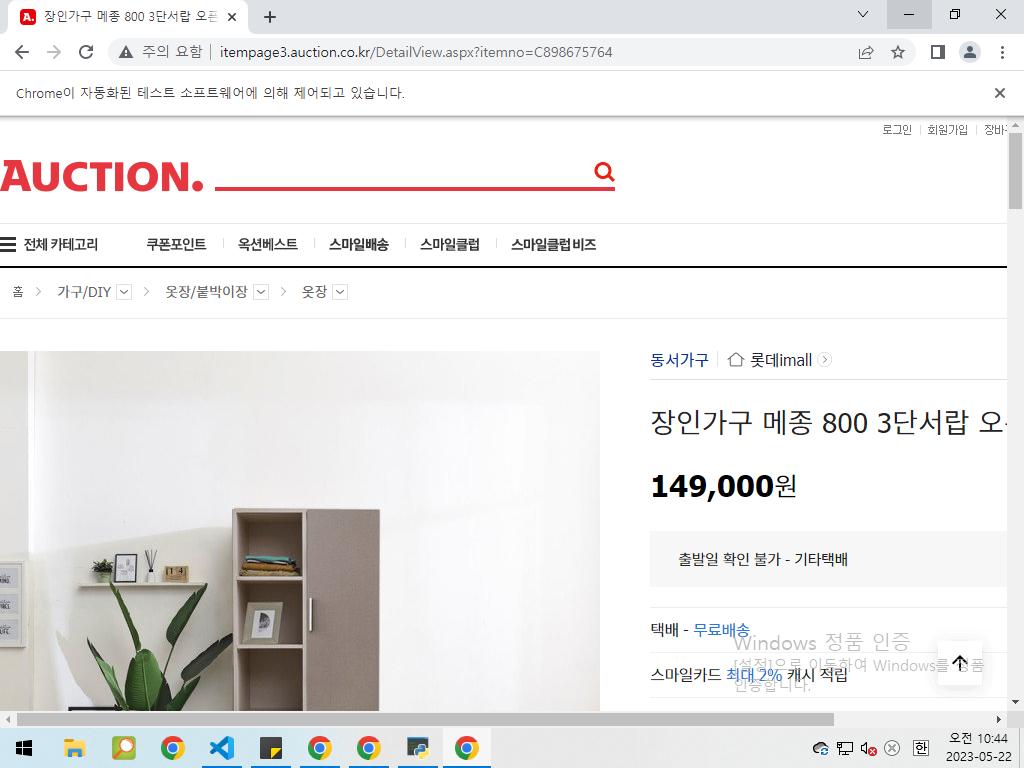 장인가구 메종 800 3단서랍 오픈
주의 요함
itempage3.auction.co.kr/DetailView.aspx?itemno=C898675764
Chrome이 자동화된 테스트 소프트웨어에 의해 제어되고 있습니다.
로그인 회원가입 장바
AUCTION.
전체 카테고리 쿠폰포인트 옥션베스트 스마일배송 스마일클럽 스마일클럽 비즈
홈 가구/DIY 옷장/붙박이장 옷장
동서가구 롯데imall
장인가구 메종 800 3단서랍 오
149,000원
출발일 확인 불가 - 기타택배
택배 - 무료배송
Windows 정품 인증
[설정]으로 이동하여 Windows를 정품
인증합니다.
스마일카드 최대 2% 캐시 적립
한
오전 10:44
2023-05-22